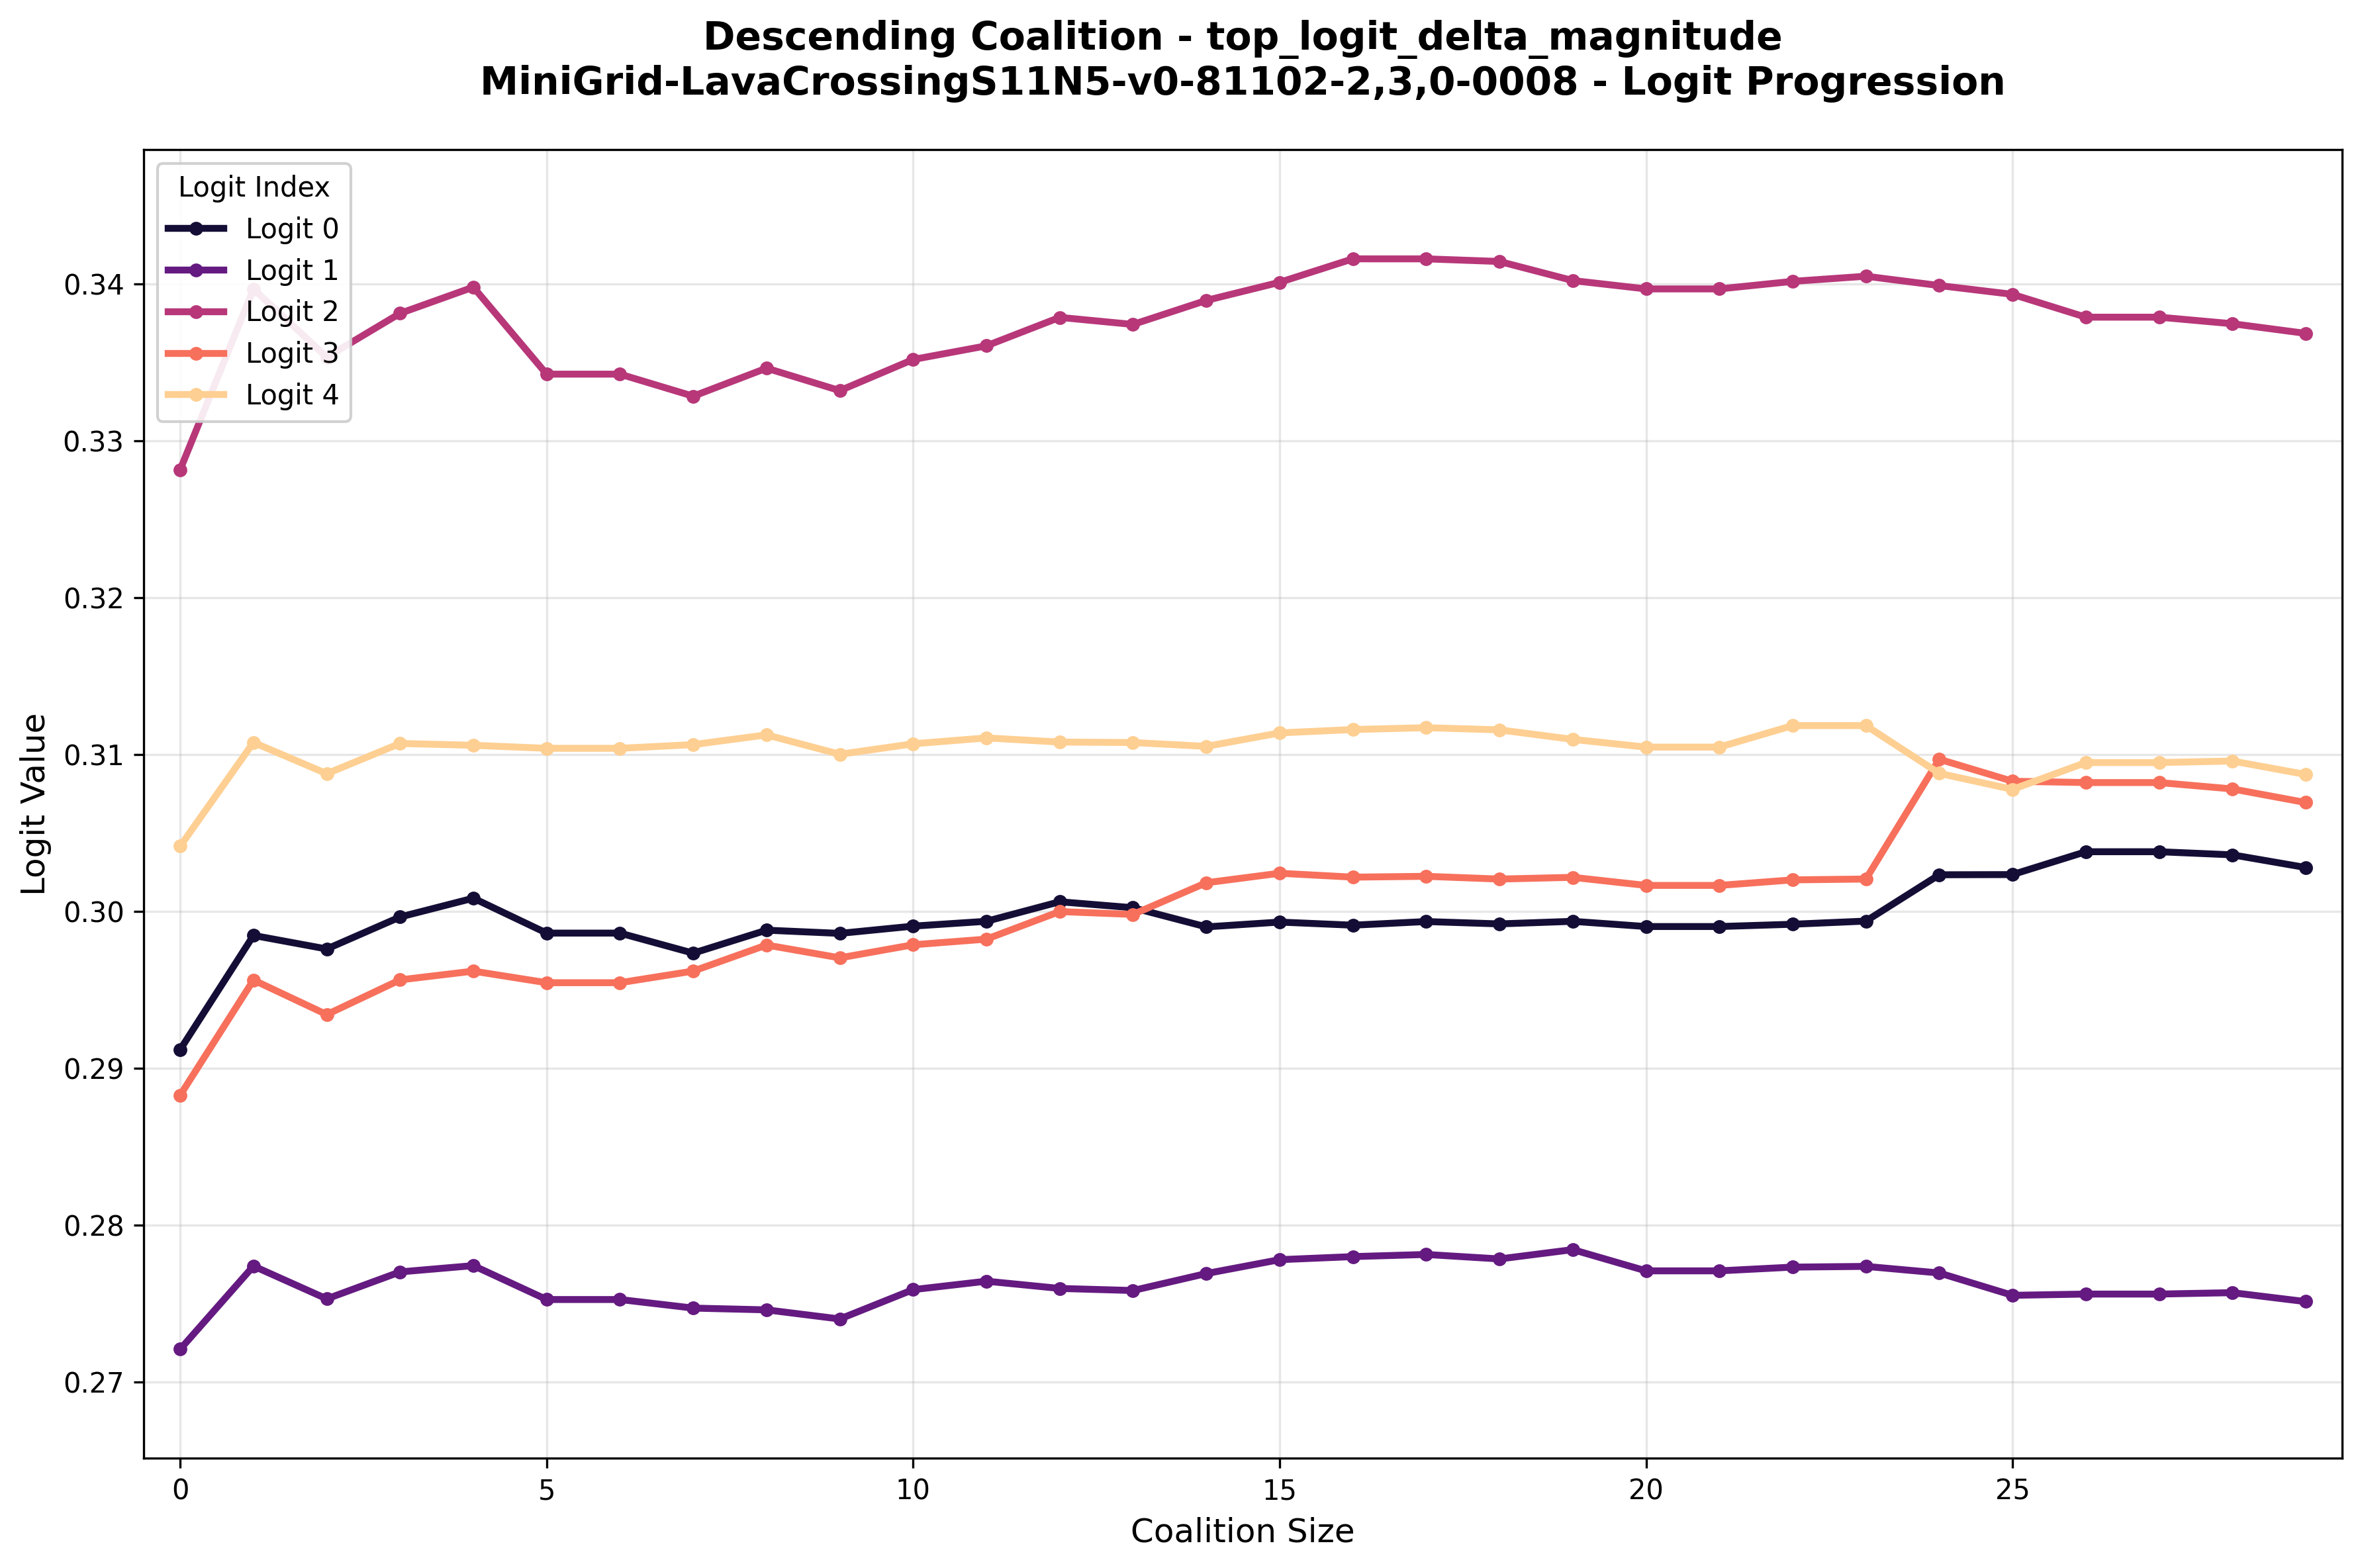 Descending Coalition - top_logit_delta_magnitude
MiniGrid-LavaCrossingS11N5-v0-81102-2,3,0-0008 - Logit Progression
Logit Index
Logit 0
Logit 1
Logit 2
Logit 3
Logit 4
Logit Value
0.34
0.33
0.32
0.31
0.30
0.29
0.28
0.27
0
5
10
15
20
25
Coalition Size